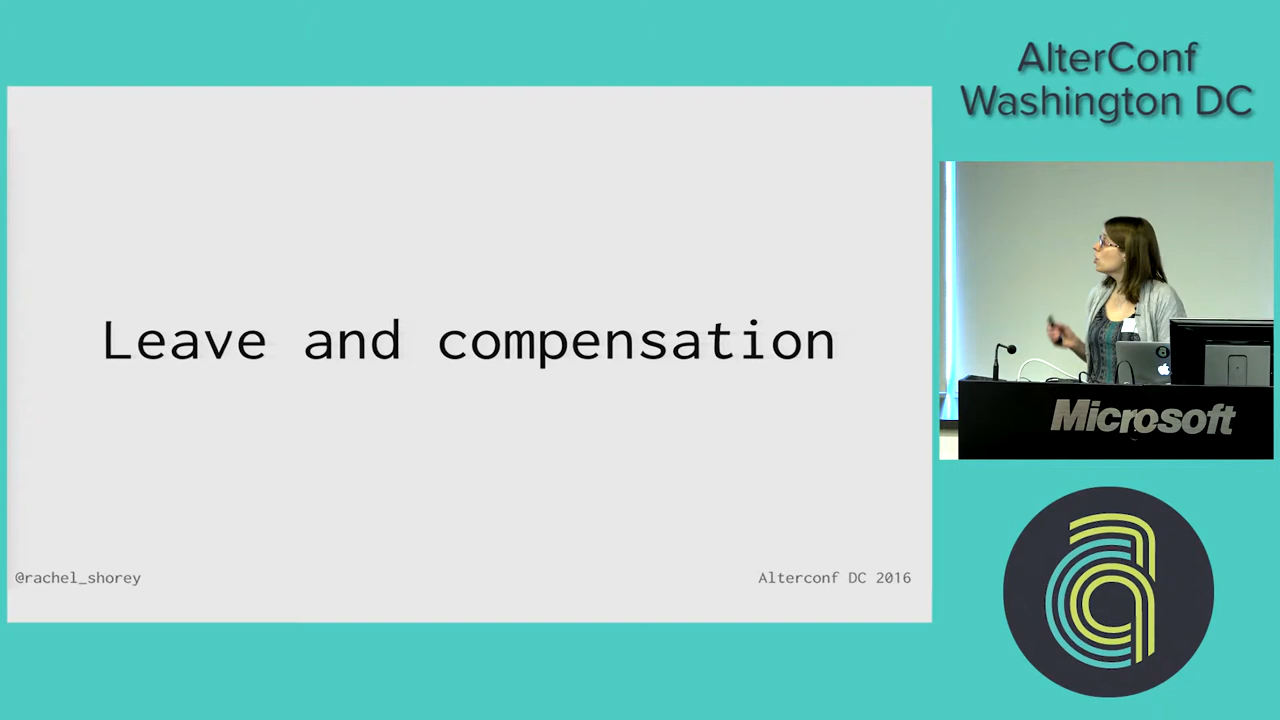 AlterConf
Washington DC
Leave and compensation
@rachel_shorey
Alterconf DC 2016
Microsoft